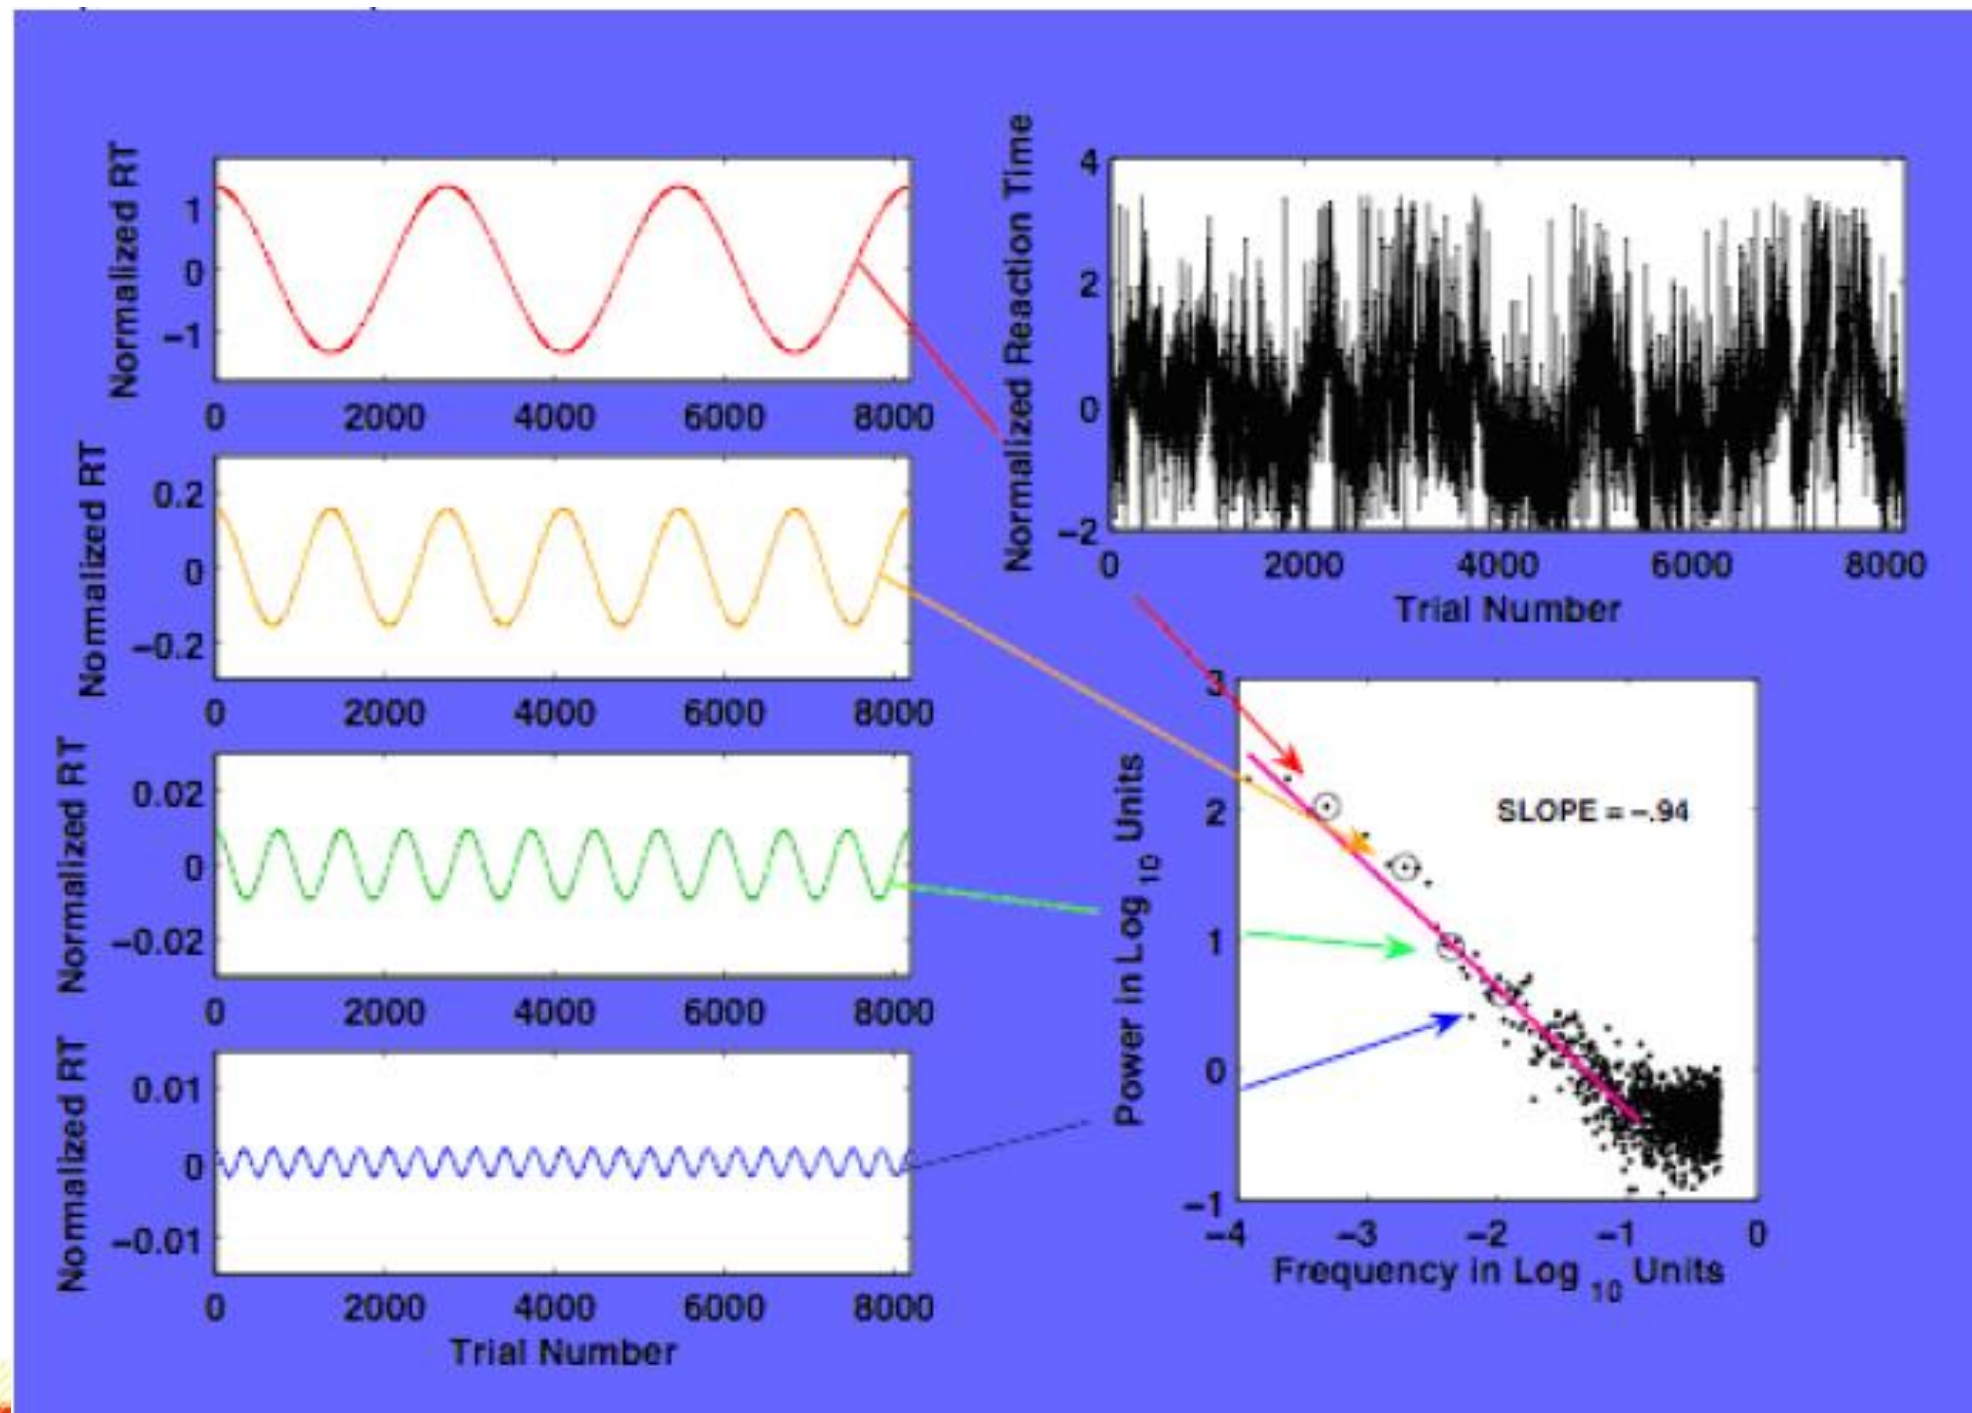 Normalized RT
1
0
−1
0 2000 4000 6000 8000
Normalized RT
0.2
0
−0.2
0 2000 4000 6000 8000
Normalized RT
0.02
0
−0.02
0 2000 4000 6000 8000
Normalized RT
0.01
0
−0.01
0 2000 4000 6000 8000
Trial Number
Normalized Reaction Time
4
2
0
−2
0 2000 4000 6000 8000
Trial Number
Power in Log 10 Units
3
2
1
0
−1
SLOPE = −.94
−4 −3 −2 −1 0
Frequency in Log 10 Units